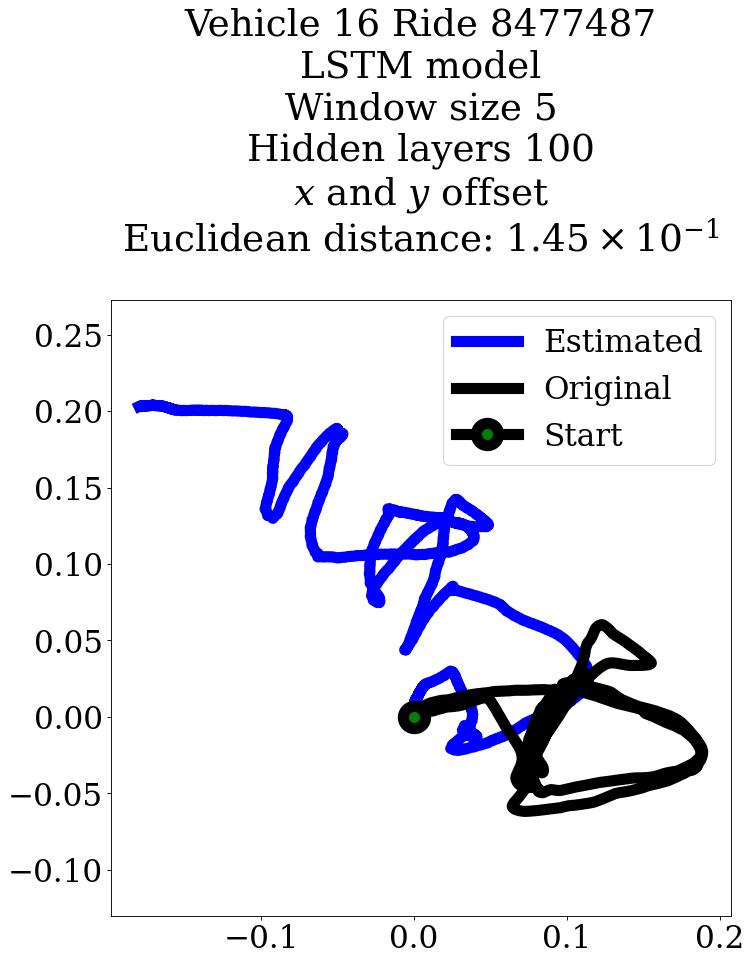 Vehicle 16 Ride 8477487
LSTM model
Window size 5
Hidden layers 100
x and y offset
Euclidean distance: 1.45 × 10⁻¹
Estimated
Original
Start
0.25
0.20
0.15
0.10
0.05
0.00
−0.05
−0.10
−0.1 0.0 0.1 0.2